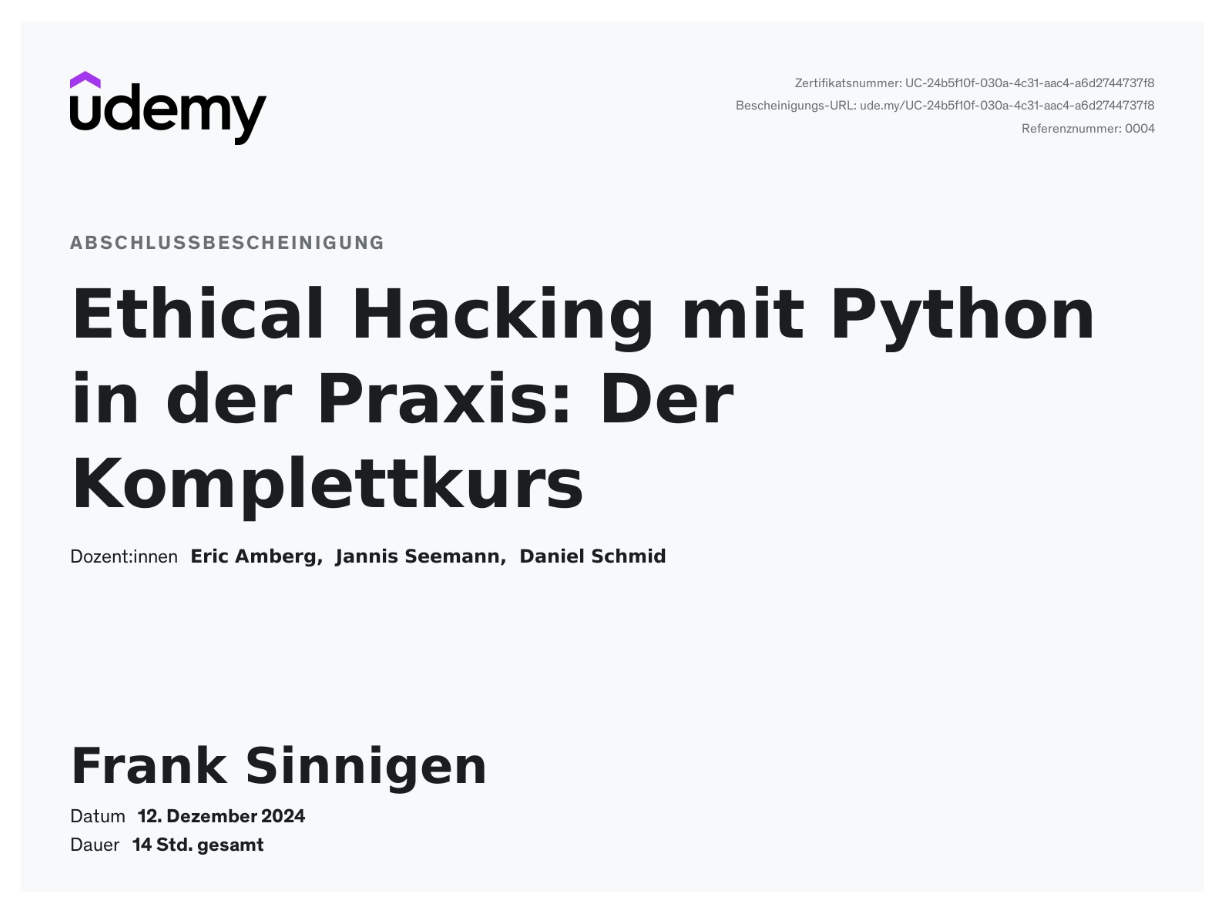 udemy
Zertifikatsnummer: UC-24b5f10f-030a-4c31-aac4-a6d2744737f8
Bescheinigungs-URL: ude.my/UC-24b5f10f-030a-4c31-aac4-a6d2744737f8
Referenznummer: 0004
ABSCHLUSSBESCHEINIGUNG
Ethical Hacking mit Python
in der Praxis: Der
Komplettkurs
Dozent:innen Eric Amberg, Jannis Seemann, Daniel Schmid
Frank Sinnigen
Datum 12. Dezember 2024
Dauer 14 Std. gesamt